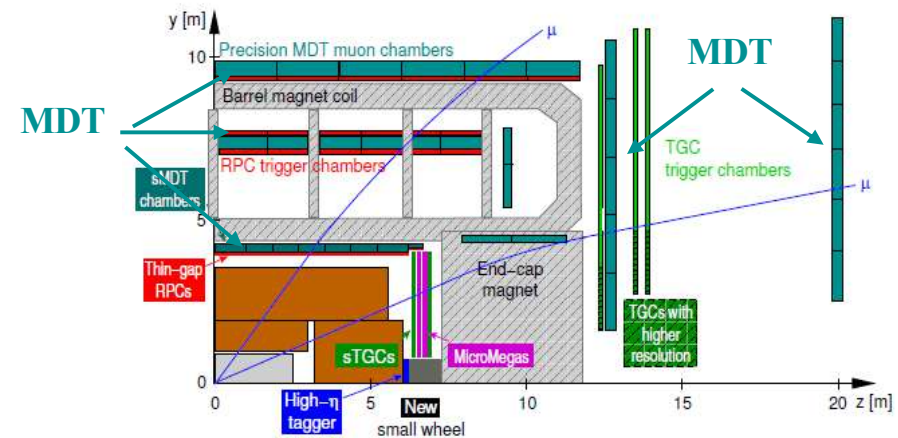 y [m]
10
Precision MDT muon chambers
μ
MDT
Barrel magnet coil
MDT
RPC trigger chambers
TGC
trigger chambers
μ
sMDT
chambers
5
Thin-gap
RPCs
End-cap
magnet
TGCs with
higher
resolution
sTGCs
MicroMegas
0
0
5
10
15
20
z [m]
High-η
tagger
New
small wheel